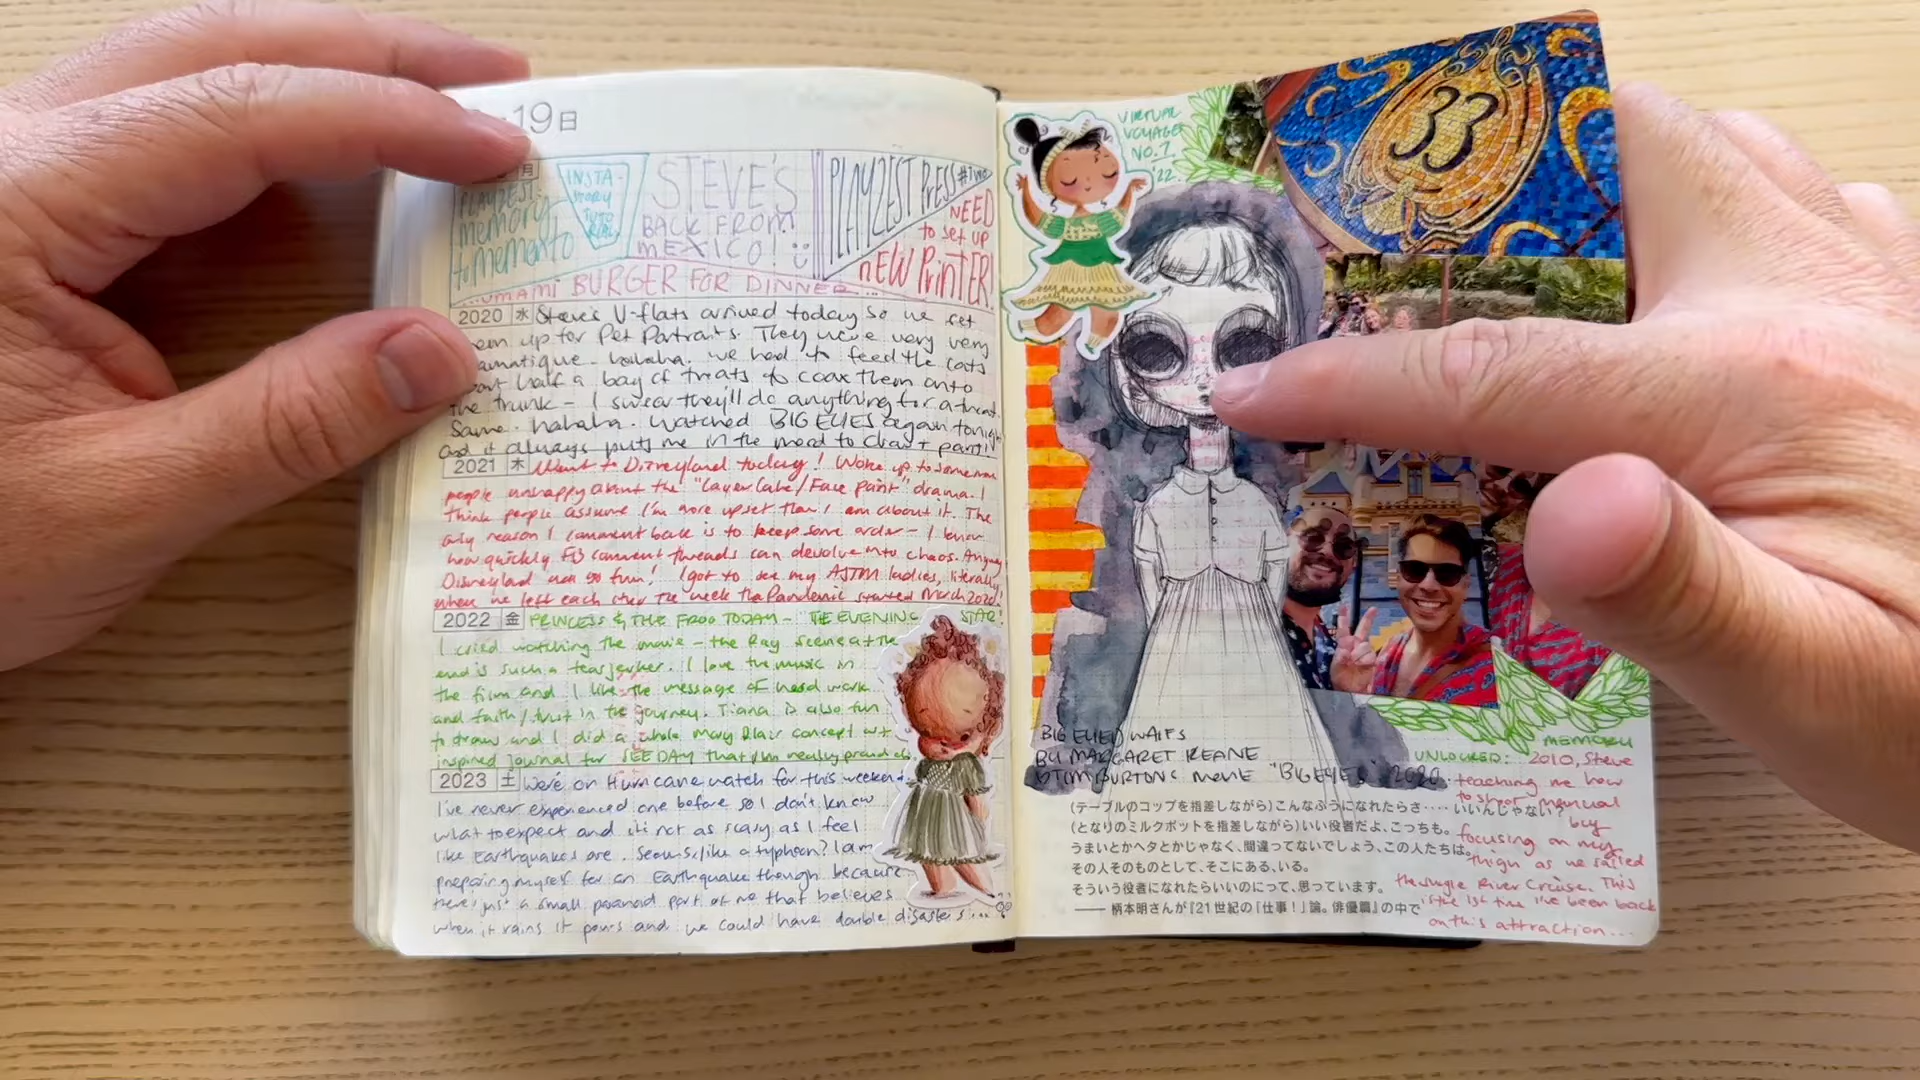 19日
月
PLAYZEST:
memory
to memento
INSTA-
STORY
TUTO
RIAL
STEVE'S
BACK FROM
MEXICO!
PLAYZEST PRESS #TWO
NEED
to set up
NEW PRINTER!
...UMAMI BURGER FOR DINNER...
2020 水 Steve's V-flats arrived today so we set
em up for Pet Portraits. They were very very
amatique - hahaha. We had to feed the cats
half a bag of treats to coax them onto
the trunk - I swear they'll do anything for a treat.
Same. hahaha. Watched BIG EYES again tonight
and it always puts me in the mood to draw + paint!
2021 木 Went to Disneyland today! Woke up to some more
people unhappy about the "Layer Cake/Face paint" drama. I
think people assume I'm more upset than I am about it. The
only reason I comment back is to keep some order - I know
how quickly FB comment threads can devolve into chaos. Anyway
Disneyland was so fun! I got to see my AJTM ladies, literally
where we left each other the week the Pandemic started March 2020!
2022 金 PRINCESS & THE FROG TODAY - "THE EVENING STAR!
I cried watching the movie - the Ray scene at the
end is such a tearjerker. I love the music in
the film and I like the message of hard work
and faith/trust in the journey. Tiana is also fun
to draw and I did a whole Mary Blair concept art
inspired journal for SEE DAY that I'm really proud of.
2023 土 We're on Hurricane watch for this weekend.
I've never experienced one before so I don't know
what to expect and it's not as scary as I feel
like Earthquakes are. Seems like a typhoon? I am
preparing myself for an Earthquake though because
there's just a small paranoid part of me that believes
when it rains it pours and we could have double disasters...
VIRTUAL
VOYAGES
NO.7
'22.
33
BIG EYED WAIFS
BY MARGARET KEANE
TIM BURTON'S MOVIE "BIG EYES" 2020.
MEMORY
UNLOCKED: 2010, Steve
teaching me how
to shoot manual
by
focusing on my
thigh as we sailed
the Jungle River Cruise. This
is the 1st time I've been back
on this attraction...
(テーブルのコップを指差しながら)こんなふうになれたらさ‥‥いいんじゃない?
(となりのミルクポットを指差しながら)いい役者だよ、こっちも。
うまいとかヘタとかじゃなく、間違ってないでしょう、この人たちは。
その人そのものとして、そこにある、いる。
そういう役者になれたらいいのにって、思っています。
── 柄本明さんが『21世紀の「仕事!」論。俳優篇』の中で